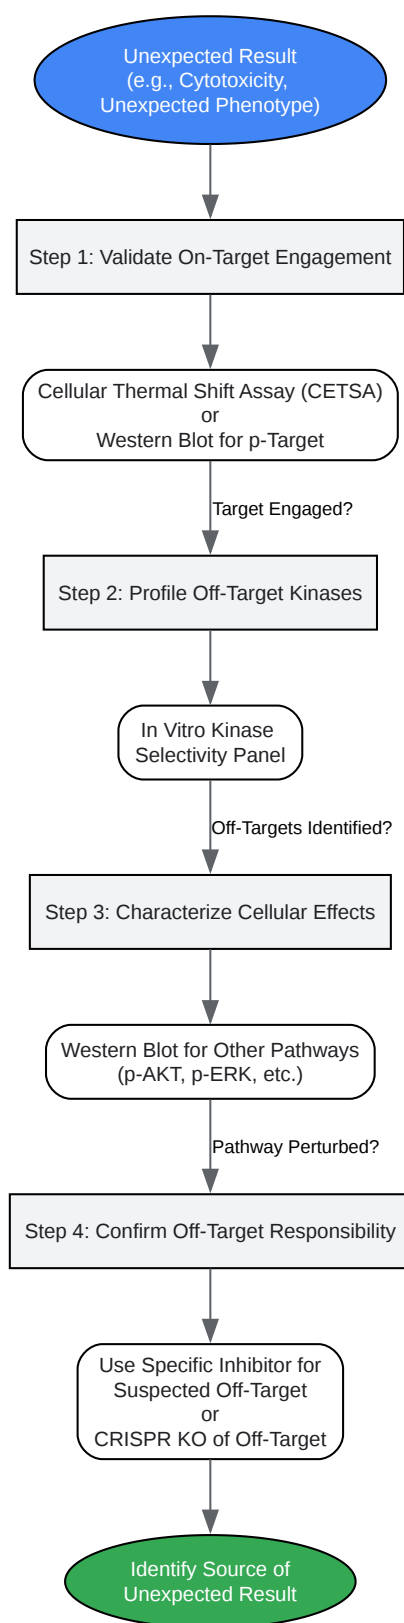 Unexpected Result
(e.g., Cytotoxicity,
Unexpected Phenotype)
Step 1: Validate On-Target Engagement
Cellular Thermal Shift Assay (CETSA)
or
Western Blot for p-Target
Target Engaged?
Step 2: Profile Off-Target Kinases
In Vitro Kinase
Selectivity Panel
Off-Targets Identified?
Step 3: Characterize Cellular Effects
Western Blot for Other Pathways
(p-AKT, p-ERK, etc.)
Pathway Perturbed?
Step 4: Confirm Off-Target Responsibility
Use Specific Inhibitor for
Suspected Off-Target
or
CRISPR KO of Off-Target
Identify Source of
Unexpected Result